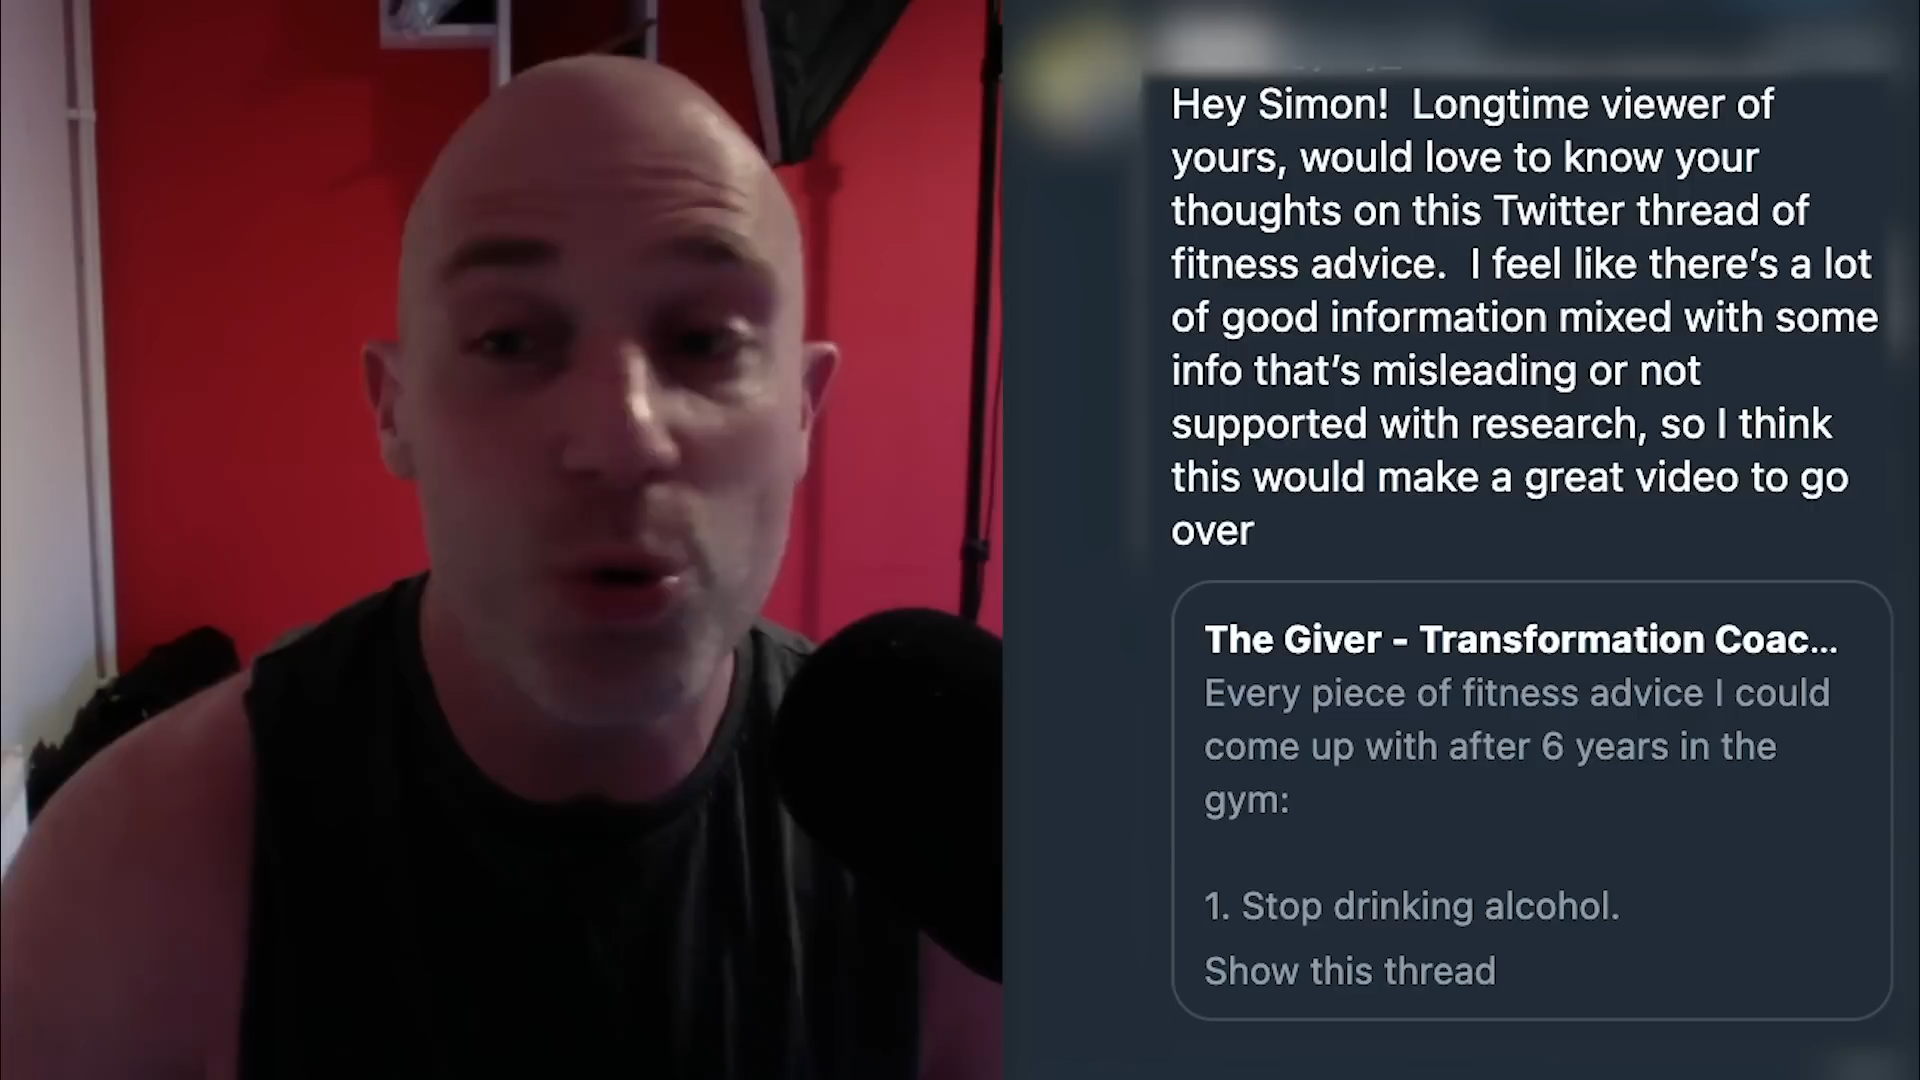 Hey Simon!  Longtime viewer of
yours, would love to know your
thoughts on this Twitter thread of
fitness advice.  I feel like there’s a lot
of good information mixed with some
info that’s misleading or not
supported with research, so I think
this would make a great video to go
over
The Giver - Transformation Coac...
Every piece of fitness advice I could
come up with after 6 years in the
gym:
1. Stop drinking alcohol.
Show this thread